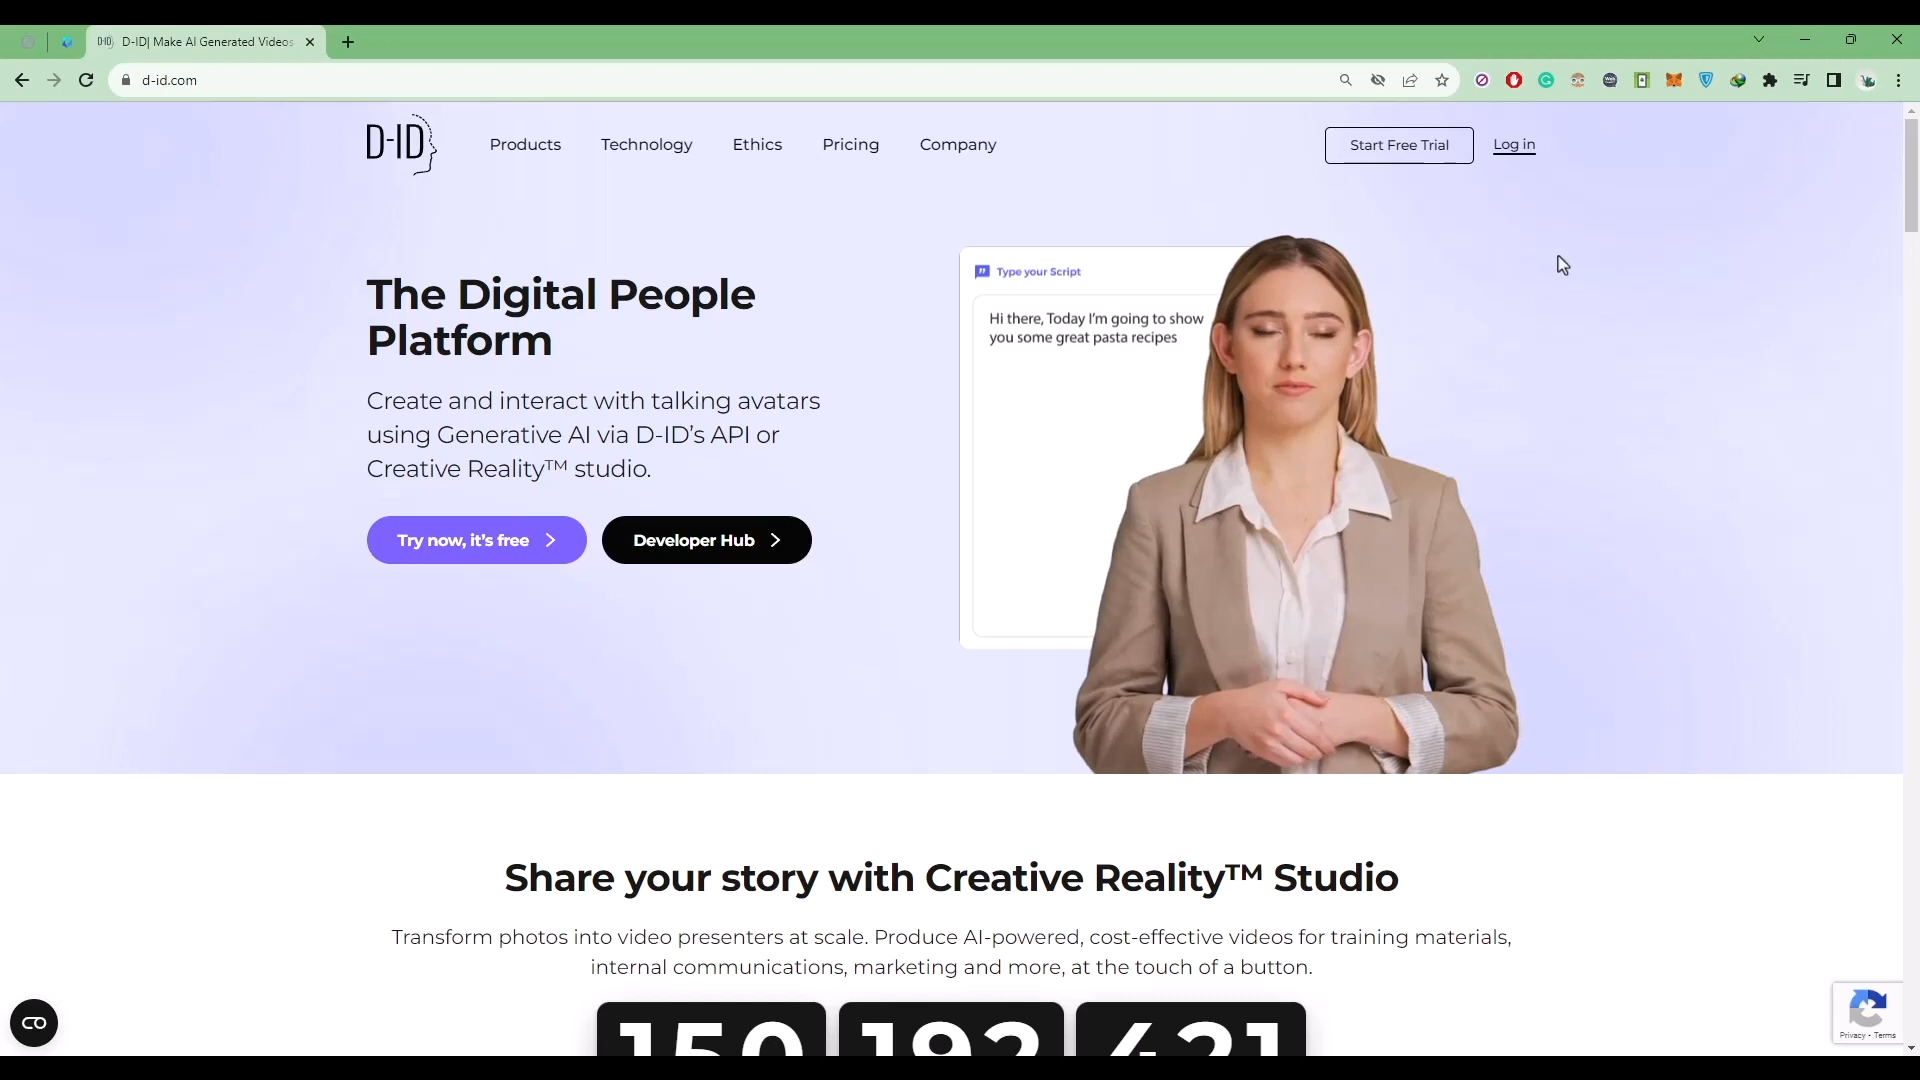 D-ID| Make AI Generated Videos
d-id.com
D-ID
Products
Technology
Ethics
Pricing
Company
Start Free Trial
Log in
The Digital People
Platform
Create and interact with talking avatars
using Generative AI via D-ID’s API or
Creative Reality™ studio.
Try now, it’s free
Developer Hub
Type your Script
Hi there, Today I’m going to show
you some great pasta recipes
Share your story with Creative Reality™ Studio
Transform photos into video presenters at scale. Produce AI-powered, cost-effective videos for training materials,
internal communications, marketing and more, at the touch of a button.
150 192 421
Privacy - Terms